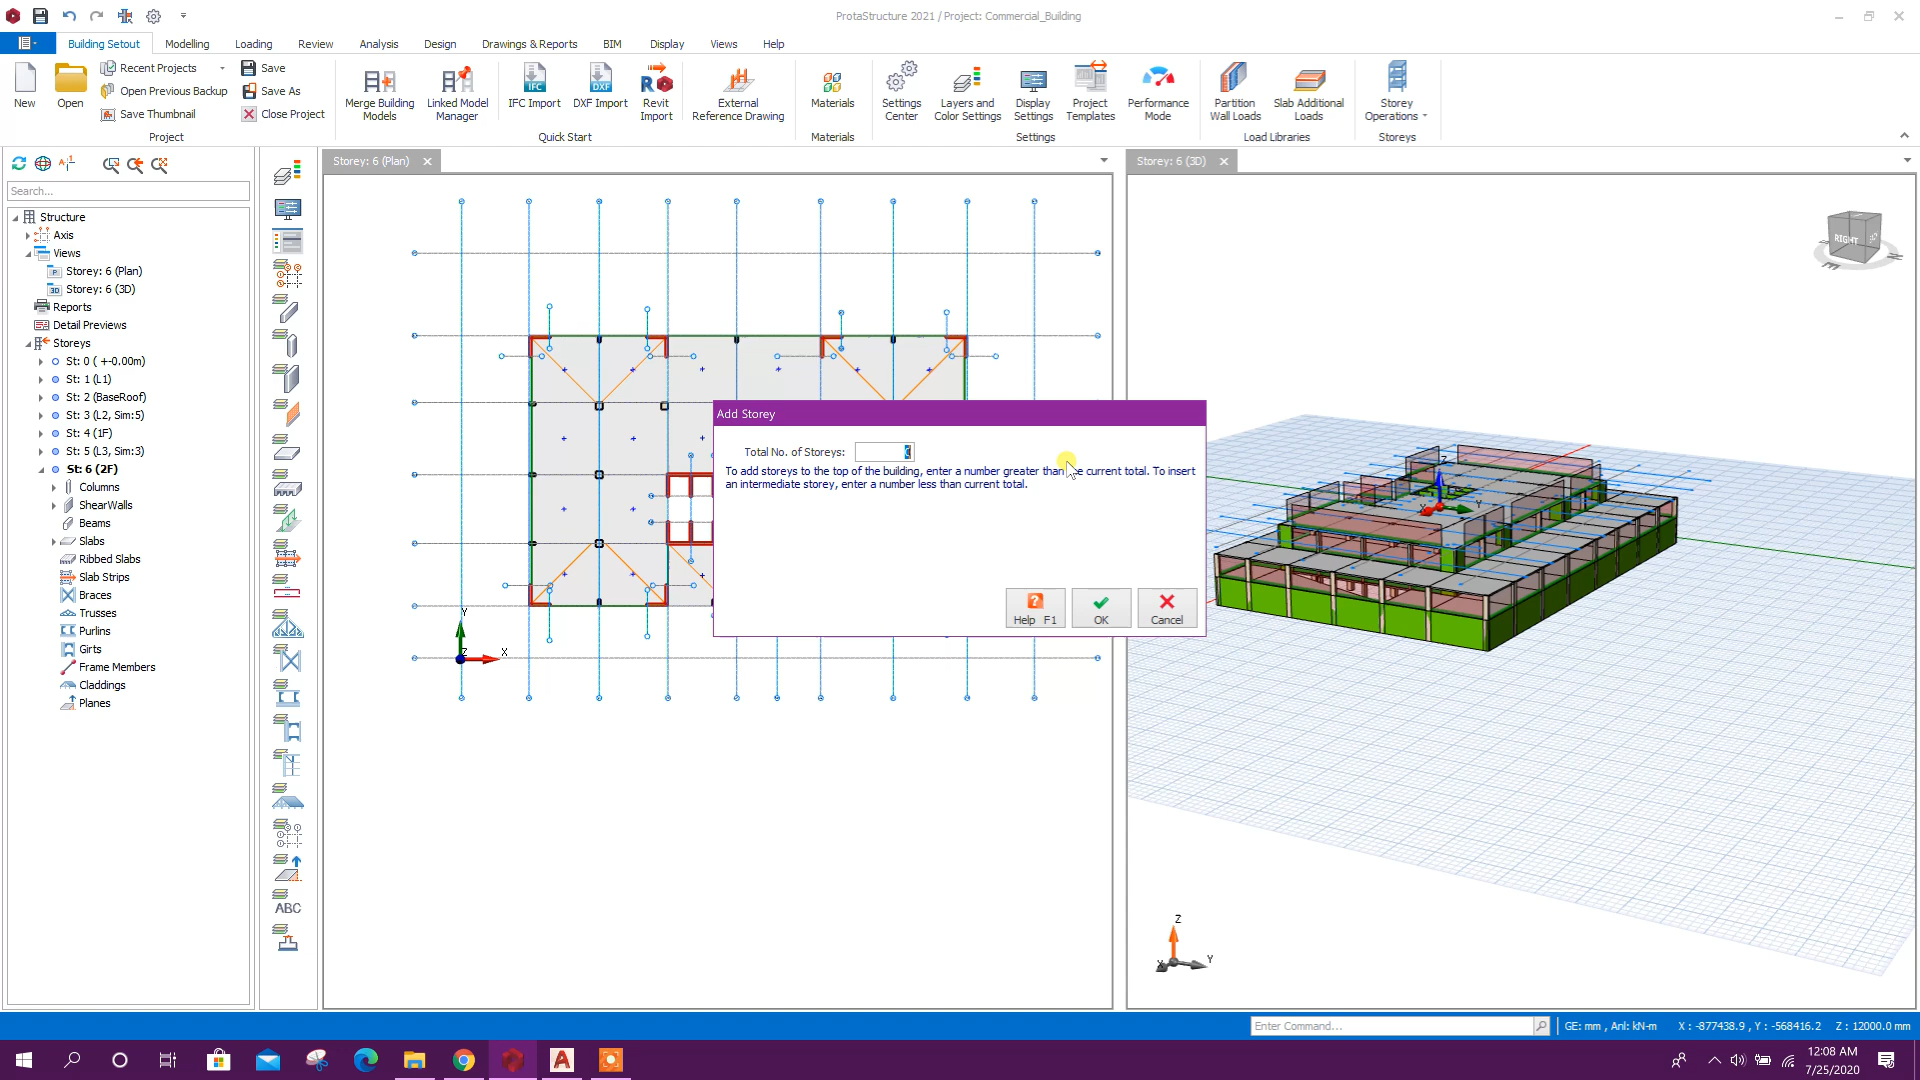 ProtaStructure 2021 / Project: Commercial_Building
Building Setout
Modelling
Loading
Review
Analysis
Design
Drawings & Reports
BIM
Display
Views
Help
New
Open
Recent Projects
Open Previous Backup
Save Thumbnail
Save
Save As
Close Project
Project
Merge Building
Models
Linked Model
Manager
IFC Import
DXF Import
Revit
Import
External
Reference Drawing
Quick Start
Materials
Materials
Settings
Center
Layers and
Color Settings
Display
Settings
Project
Templates
Performance
Mode
Settings
Partition
Wall Loads
Slab Additional
Loads
Load Libraries
Storey
Operations
Storeys
Search...
Structure
Axis
Views
Storey: 6 (Plan)
Storey: 6 (3D)
Reports
Detail Previews
Storeys
St: 0 ( +-0.00m)
St: 1 (L1)
St: 2 (BaseRoof)
St: 3 (L2, Sim:5)
St: 4 (1F)
St: 5 (L3, Sim:3)
St: 6 (2F)
Columns
ShearWalls
Beams
Slabs
Ribbed Slabs
Slab Strips
Braces
Trusses
Purlins
Girts
Frame Members
Claddings
Planes
ABC
Storey: 6 (Plan)
Storey: 6 (3D)
Y
Z
X
Add Storey
Total No. of Storeys:
To add storeys to the top of the building, enter a number greater than the current total. To insert
an intermediate storey, enter a number less than current total.
Help F1
OK
Cancel
RIGHT
Z
X
Y
Z
X
Y
Enter Command...
GE: mm , Anl: kN-m
X : -877438.9 , Y : -568416.2
Z : 12000.0 mm
12:08 AM
7/25/2020